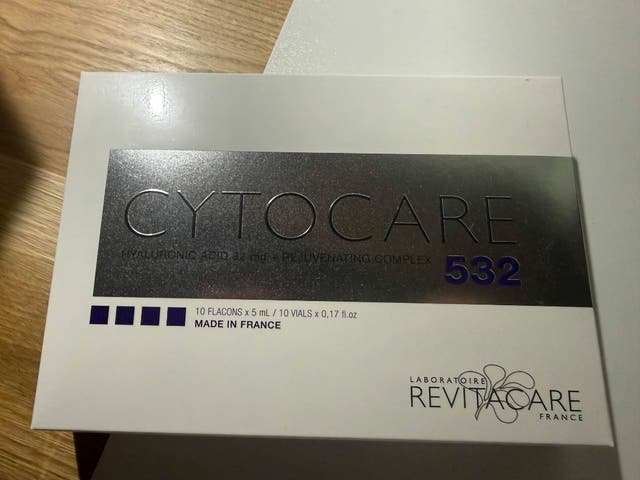 CYTOCARE
HYALURONIC ACID 32 mg + REJUVENATING COMPLEX
532
10 FLACONS x 5 mL / 10 VIALS x 0,17 fl.oz
MADE IN FRANCE
LABORATOIRE
REVITACARE
FRANCE